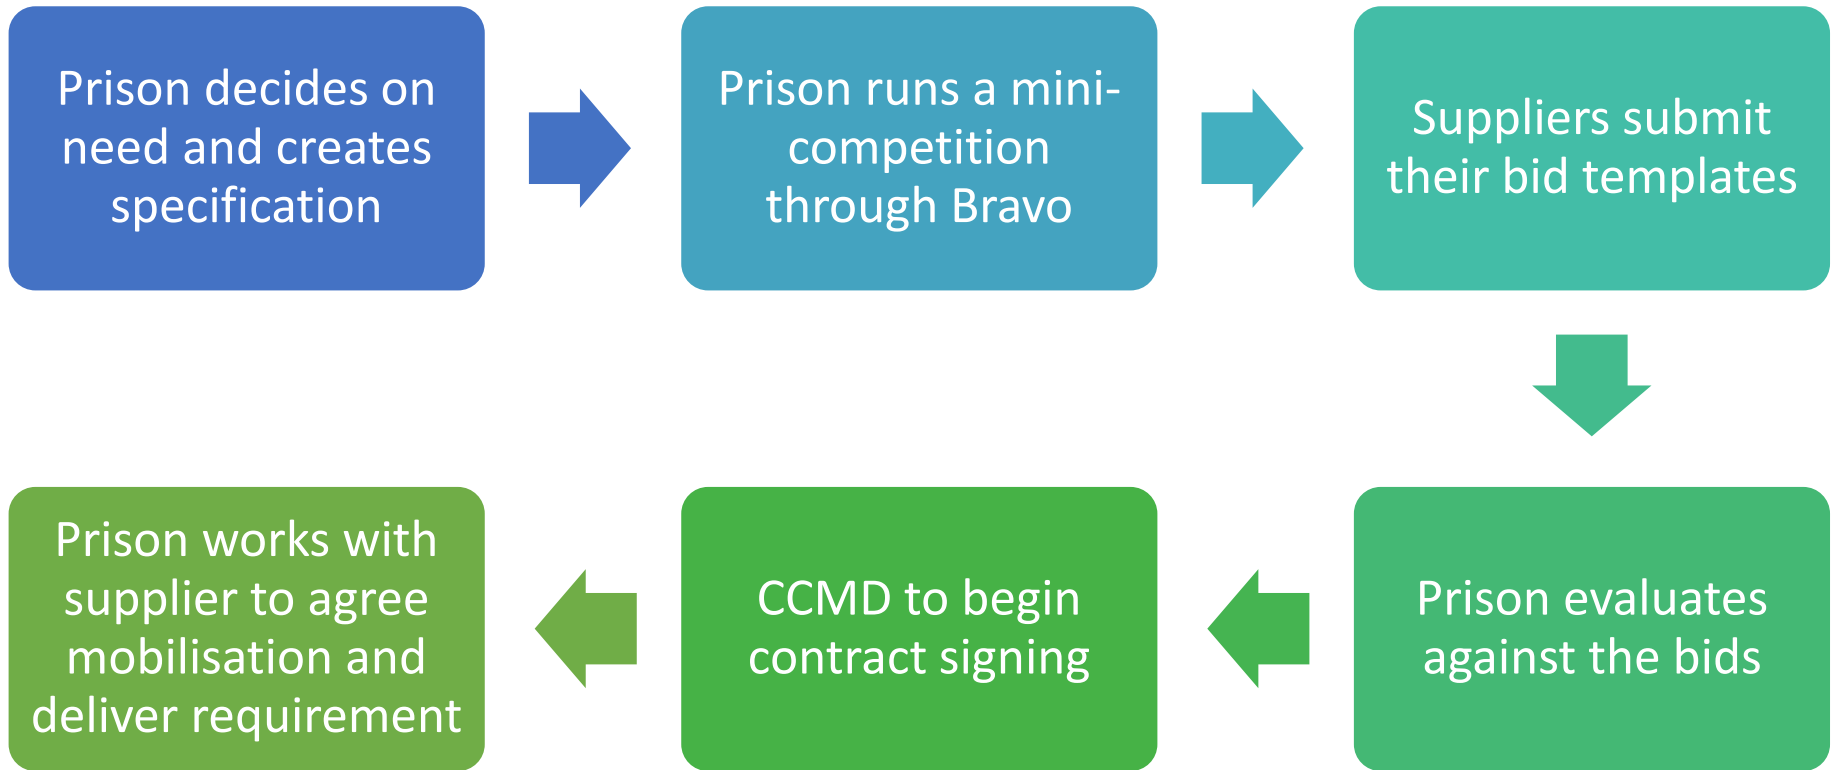 Prison decides on
need and creates
specification
Prison runs a mini-
competition
through Bravo
Suppliers submit
their bid templates
Prison evaluates
against the bids
CCMD to begin
contract signing
Prison works with
supplier to agree
mobilisation and
deliver requirement